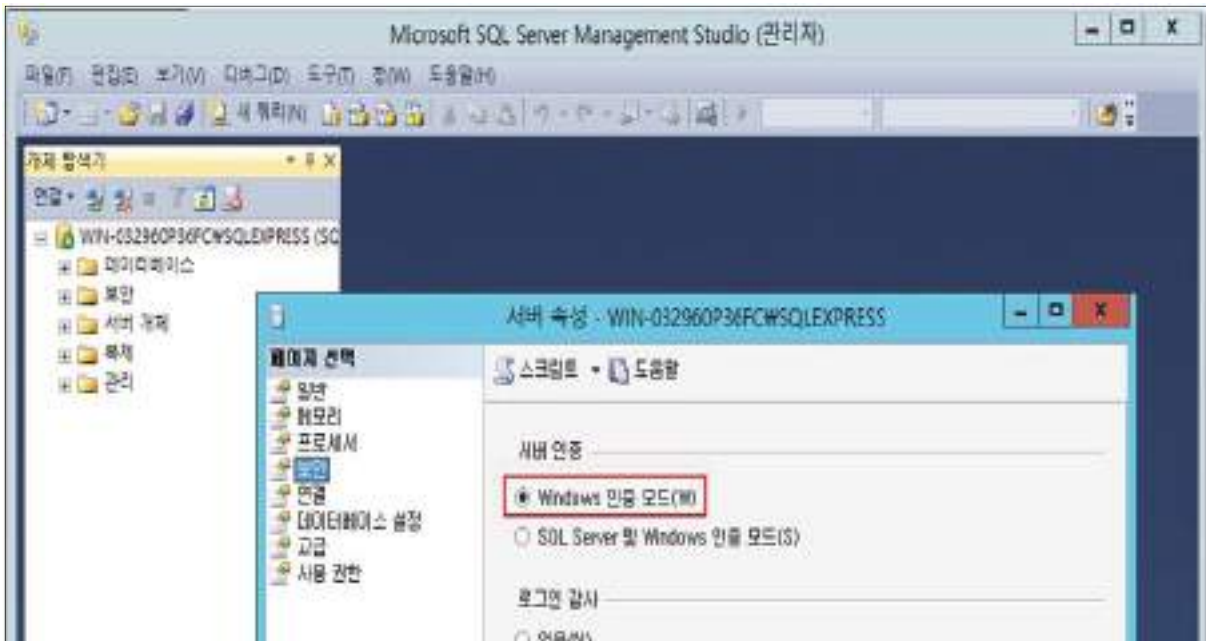 Microsoft SQL Server Management Studio (관리자)
파일(F) 편집(E) 보기(V) 디버그(D) 도구(T) 창(W) 도움말(H)
새 쿼리(N)
개체 탐색기
연결
WIN-032960P36FC₩SQLEXPRESS (SQ
데이터베이스
보안
서버 개체
복제
관리
서버 속성 - WIN-032960P36FC₩SQLEXPRESS
페이지 선택
일반
메모리
프로세서
보안
연결
데이터베이스 설정
고급
사용 권한
스크립트 도움말
서버 인증
Windows 인증 모드(W)
SQL Server 및 Windows 인증 모드(S)
로그인 감사
없음(N)